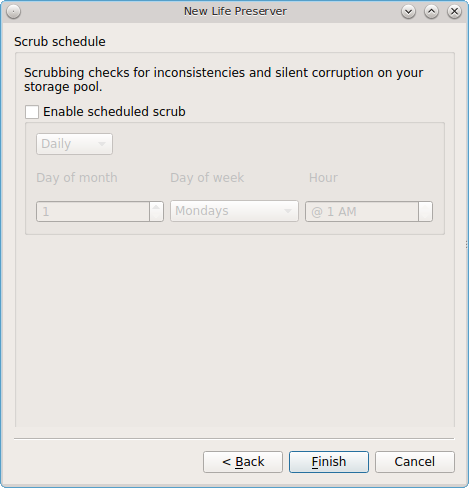 New Life Preserver
Scrub schedule
Scrubbing checks for inconsistencies and silent corruption on your
storage pool.
Enable scheduled scrub
Daily
Day of month Day of week Hour
1 Mondays @ 1 AM
< Back Finish Cancel